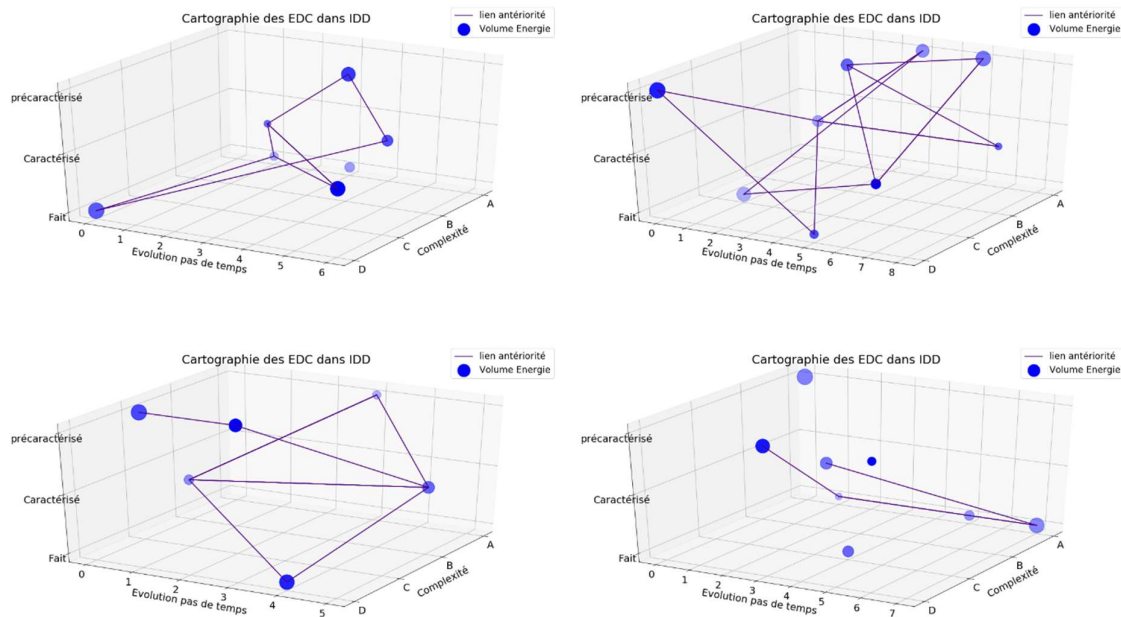 Cartographie des EDC dans IDD
lien antériorité
Volume Energie
précaractérisé
Caractérisé
Fait
0 1 2 3 4 5 6
Evolution pas de temps
D C B A
Complexité
Cartographie des EDC dans IDD
lien antériorité
Volume Energie
précaractérisé
Caractérisé
Fait
0 1 2 3 4 5 6 7 8
Evolution pas de temps
D C B A
Complexité
Cartographie des EDC dans IDD
lien antériorité
Volume Energie
précaractérisé
Caractérisé
Fait
0 1 2 3 4 5
Evolution pas de temps
D C B A
Complexité
Cartographie des EDC dans IDD
lien antériorité
Volume Energie
précaractérisé
Caractérisé
Fait
0 1 2 3 4 5 6 7
Evolution pas de temps
D C B A
Complexité